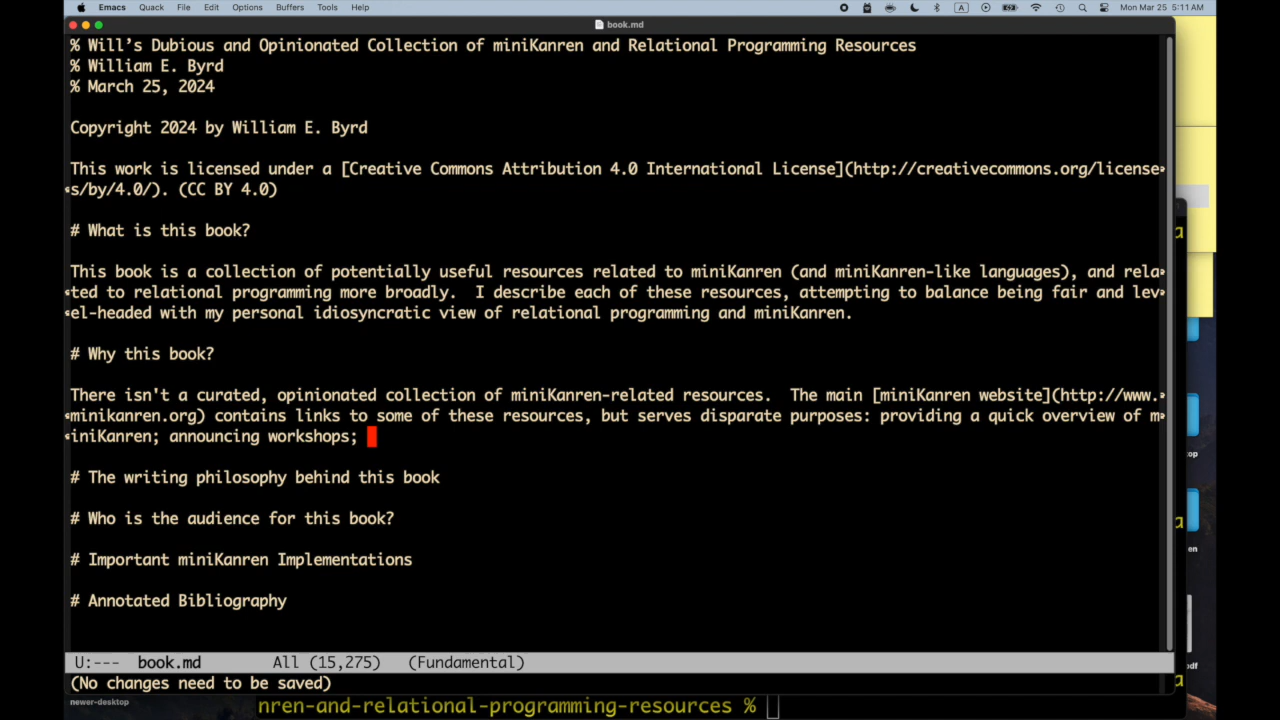 Emacs Quack File Edit Options Buffers Tools Help Mon Mar 25 5:11 AM
book.md
% Will’s Dubious and Opinionated Collection of miniKanren and Relational Programming Resources
% William E. Byrd
% March 25, 2024
Copyright 2024 by William E. Byrd
This work is licensed under a [Creative Commons Attribution 4.0 International License](http://creativecommons.org/license
s/by/4.0/). (CC BY 4.0)
# What is this book?
This book is a collection of potentially useful resources related to miniKanren (and miniKanren-like languages), and rela
ted to relational programming more broadly.  I describe each of these resources, attempting to balance being fair and lev
el-headed with my personal idiosyncratic view of relational programming and miniKanren.
# Why this book?
There isn't a curated, opinionated collection of miniKanren-related resources.  The main [miniKanren website](http://www.
minikanren.org) contains links to some of these resources, but serves disparate purposes: providing a quick overview of m
iniKanren; announcing workshops;
# The writing philosophy behind this book
# Who is the audience for this book?
# Important miniKanren Implementations
# Annotated Bibliography
U:--- book.md All (15,275) (Fundamental)
(No changes need to be saved)
newer-desktop
nren-and-relational-programming-resources %
a
top
a
en
pdf
a